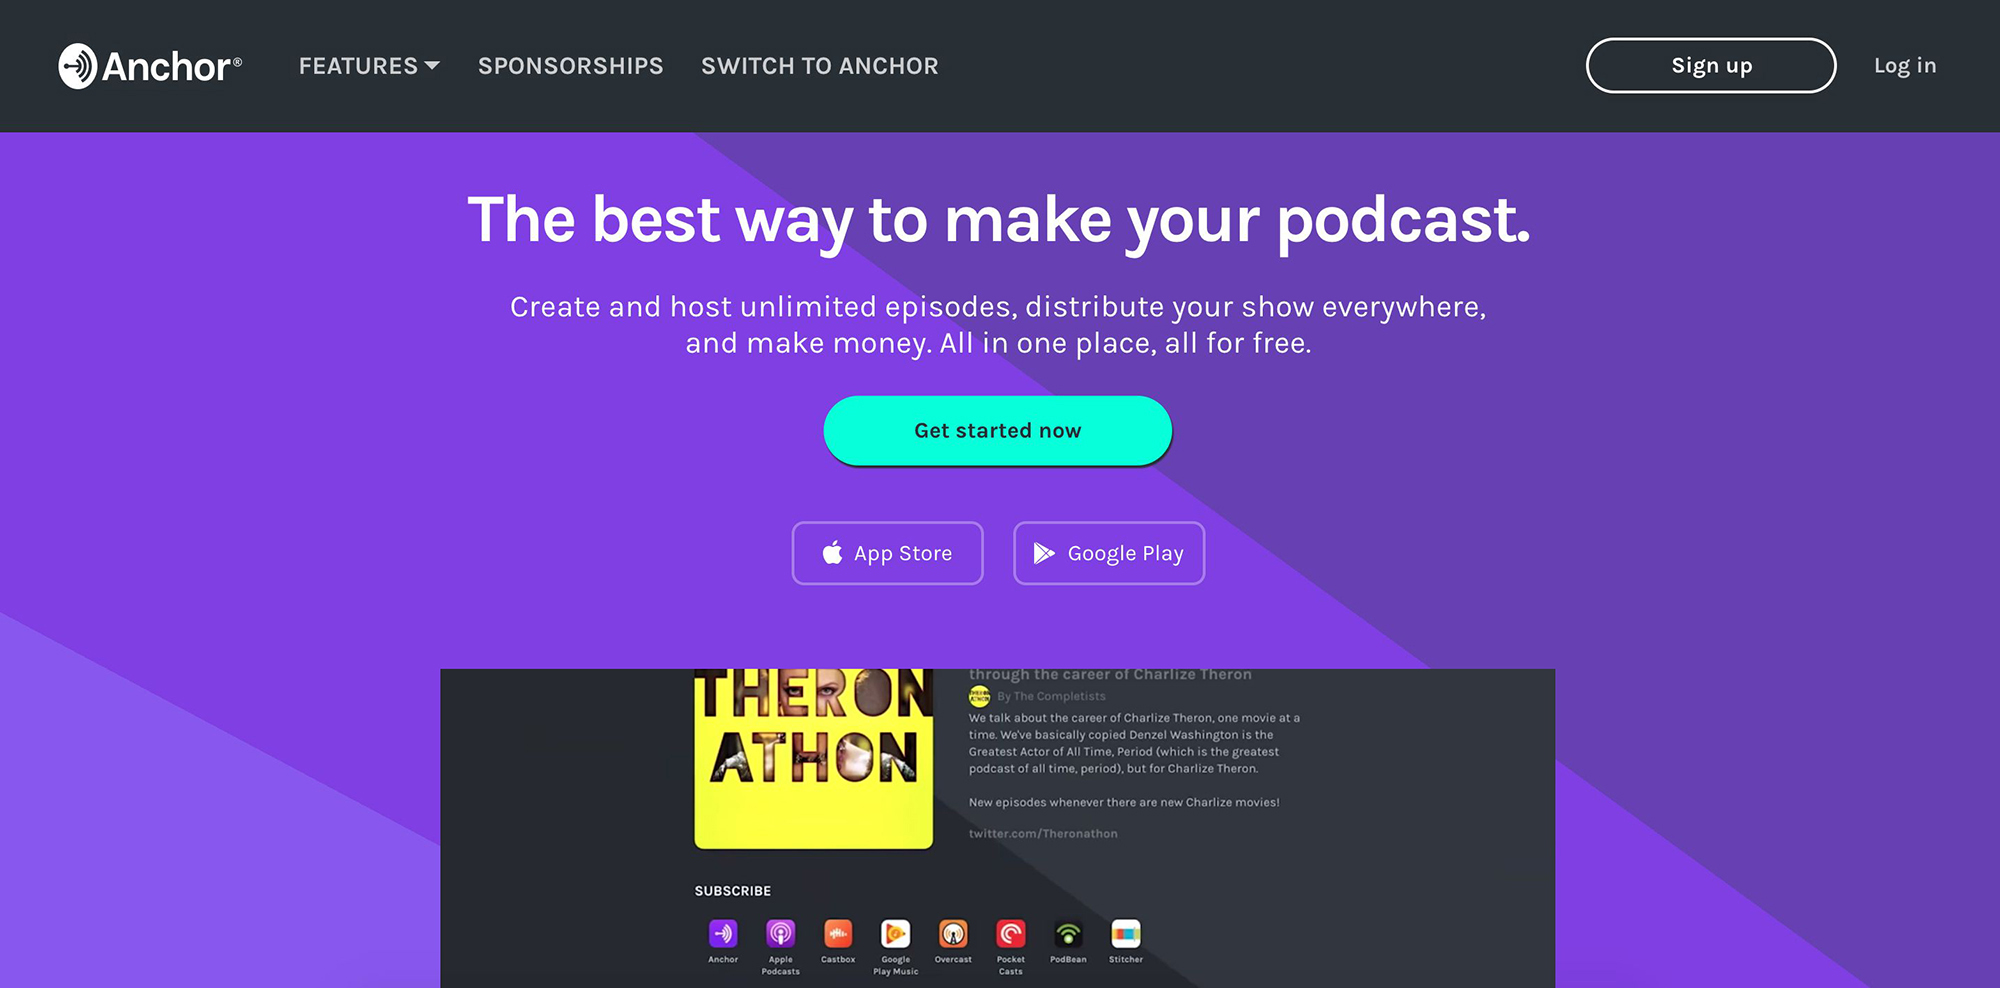 Anchor®
FEATURES
SPONSORSHIPS
SWITCH TO ANCHOR
Sign up
Log in
The best way to make your podcast.
Create and host unlimited episodes, distribute your show everywhere,
and make money. All in one place, all for free.
Get started now
App Store
Google Play
THERON
ATHON
through the career of Charlize Theron
By The Completists
We talk about the career of Charlize Theron, one movie at a
time. We've basically copied Denzel Washington is the
Greatest Actor of All Time, Period (which is the greatest
podcast of all time, period), but for Charlize Theron.
New episodes whenever there are new Charlize movies!
twitter.com/Theronathon
SUBSCRIBE
Anchor
Apple
Podcasts
Castbox
Google
Play Music
Overcast
Pocket
Casts
PodBean
Stitcher